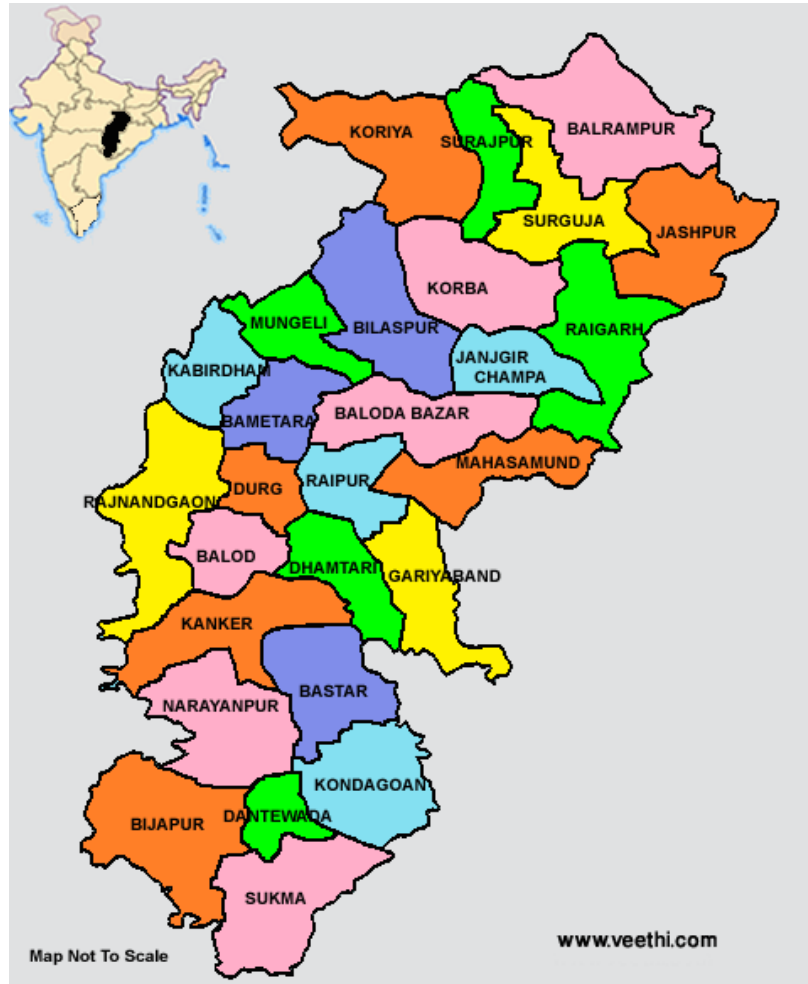 KORIYA
SURAJPUR
BALRAMPUR
SURGUJA
JASHPUR
KORBA
MUNGELI
BILASPUR
RAIGARH
JANJGIR
CHAMPA
KABIRDHAM
BAMETARA
BALODA BAZAR
MAHASAMUND
RAJNANDGAON
DURG
RAIPUR
BALOD
DHAMTARI
GARIYABAND
KANKER
BASTAR
NARAYANPUR
KONDAGOAN
BIJAPUR
DANTEWADA
SUKMA
www.veethi.com
Map Not To Scale